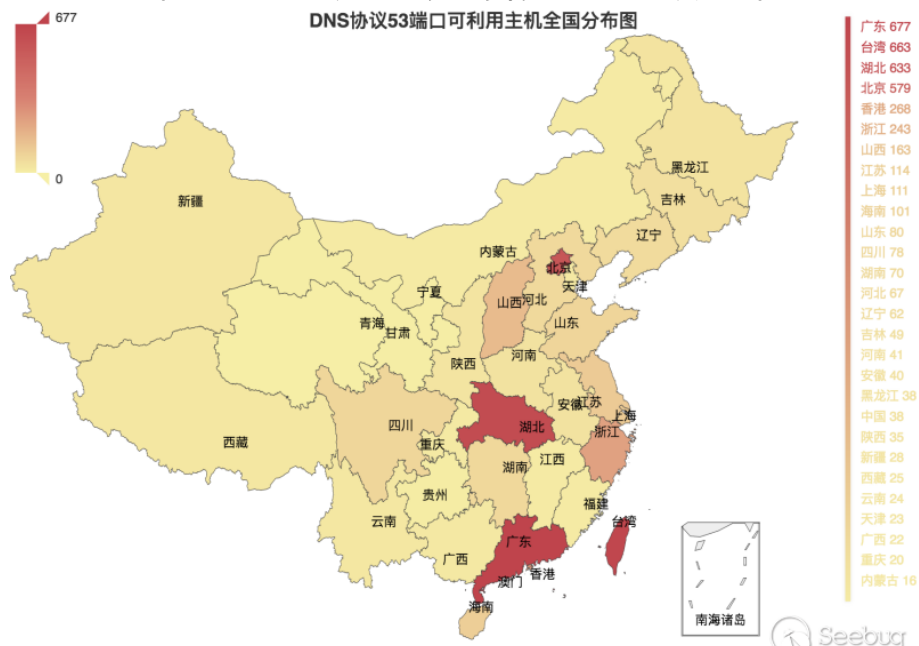 DNS协议53端口可利用主机全国分布图
677
0
广东 677
台湾 663
湖北 633
北京 579
香港 268
浙江 243
山西 163
江苏 114
上海 111
海南 101
山东 80
四川 78
湖南 70
河北 67
辽宁 62
吉林 49
河南 41
安徽 40
黑龙江 38
中国 38
陕西 35
新疆 28
西藏 25
云南 24
天津 23
广西 22
重庆 20
内蒙古 16
黑龙江
新疆
吉林
辽宁
内蒙古
北京
天津
宁夏
山西
河北
青海
甘肃
山东
河南
陕西
安徽
江苏
上海
四川
湖北
浙江
重庆
西藏
江西
湖南
贵州
福建
云南
台湾
广东
广西
香港
澳门
海南
南海诸岛
Seebug